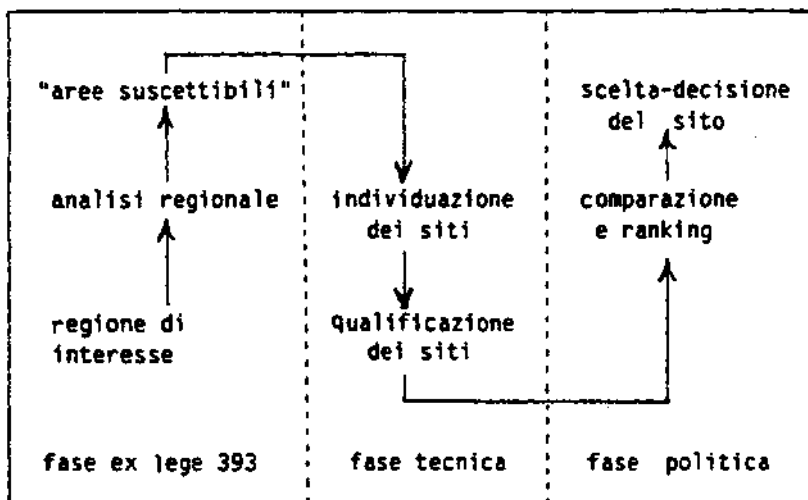 "aree suscettibili"
analisi regionale
regione di
interesse
fase ex lege 393
individuazione
dei siti
qualificazione
dei siti
fase tecnica
scelta-decisione
del sito
comparazione
e ranking
fase politica